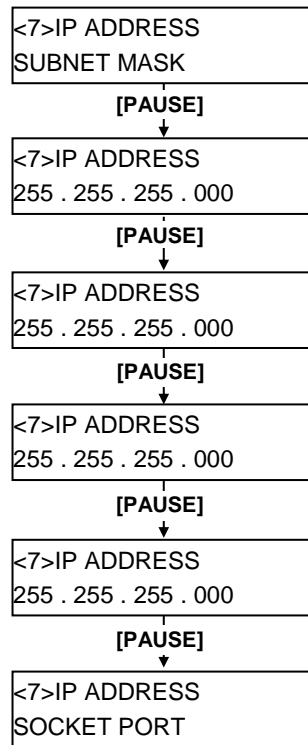 <7>IP ADDRESS
SUBNET MASK
[PAUSE]
<7>IP ADDRESS
255 . 255 . 255 . 000
[PAUSE]
<7>IP ADDRESS
255 . 255 . 255 . 000
[PAUSE]
<7>IP ADDRESS
255 . 255 . 255 . 000
[PAUSE]
<7>IP ADDRESS
255 . 255 . 255 . 000
[PAUSE]
<7>IP ADDRESS
SOCKET PORT